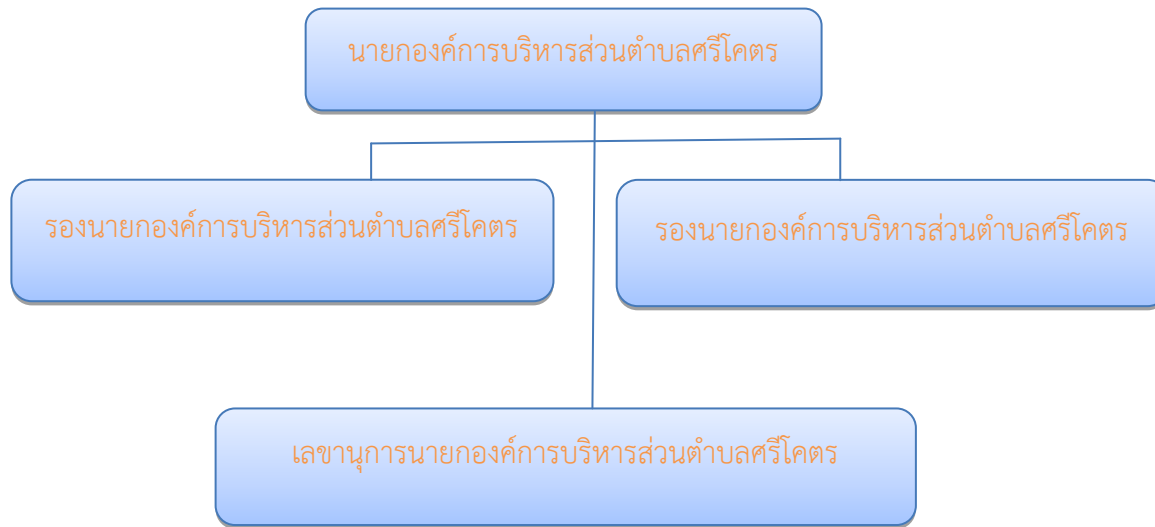 นายกองค์การบริหารส่วนตำบลศรีโคตร
รองนายกองค์การบริหารส่วนตำบลศรีโคตร
รองนายกองค์การบริหารส่วนตำบลศรีโคตร
เลขานุการนายกองค์การบริหารส่วนตำบลศรีโคตร